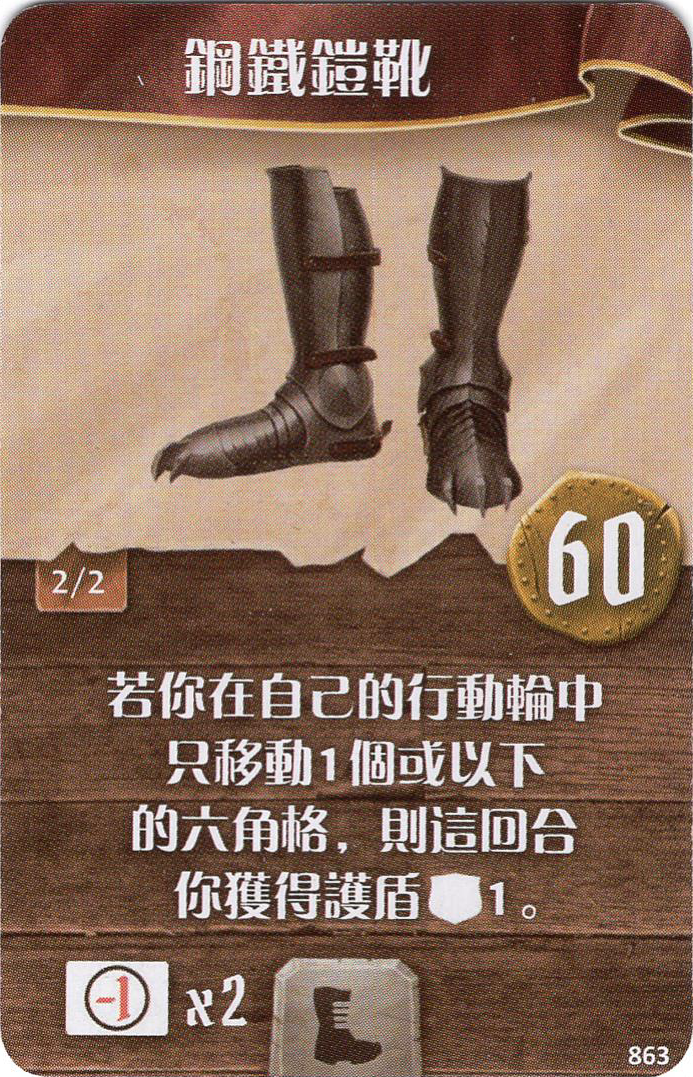 鋼鐵鎧靴
2/2
60
若你在自己的行動輪中
只移動1個或以下
的六角格，則這回合
你獲得護盾1。
-1 x2
863